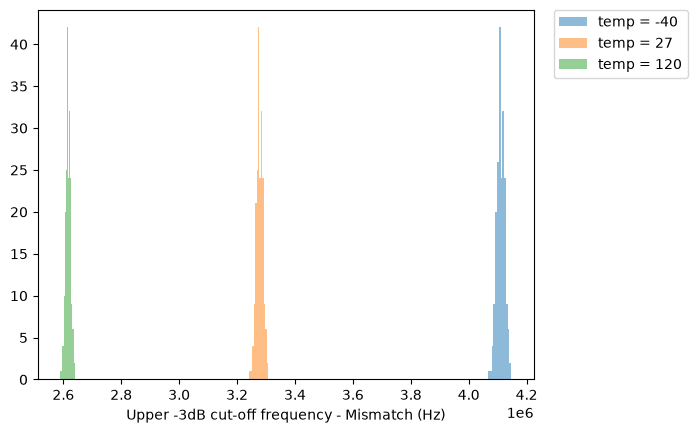 temp = -40
temp = 27
temp = 120
40
35
30
25
20
15
10
5
0
2.6 2.8 3.0 3.2 3.4 3.6 3.8 4.0 4.2
1e6
Upper -3dB cut-off frequency - Mismatch (Hz)